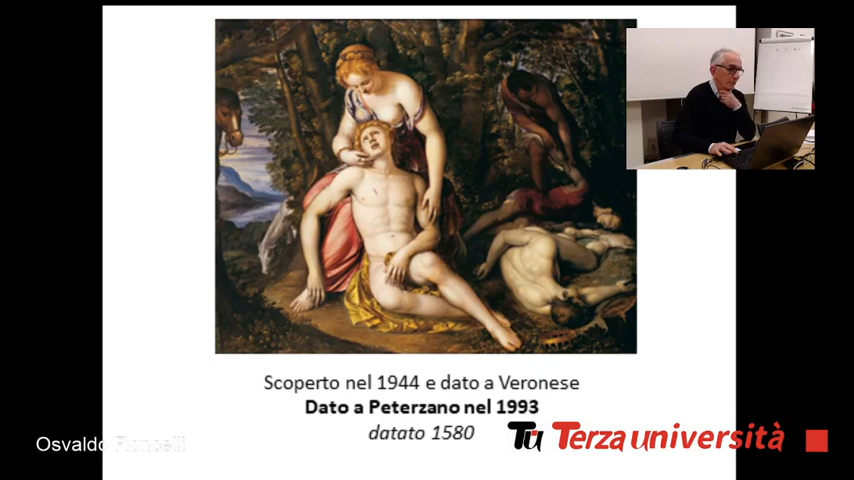 Scoperto nel 1944 e dato a Veronese
Dato a Peterzano nel 1993
datato 1580
Osvaldo Roncelli
Tu Terza università